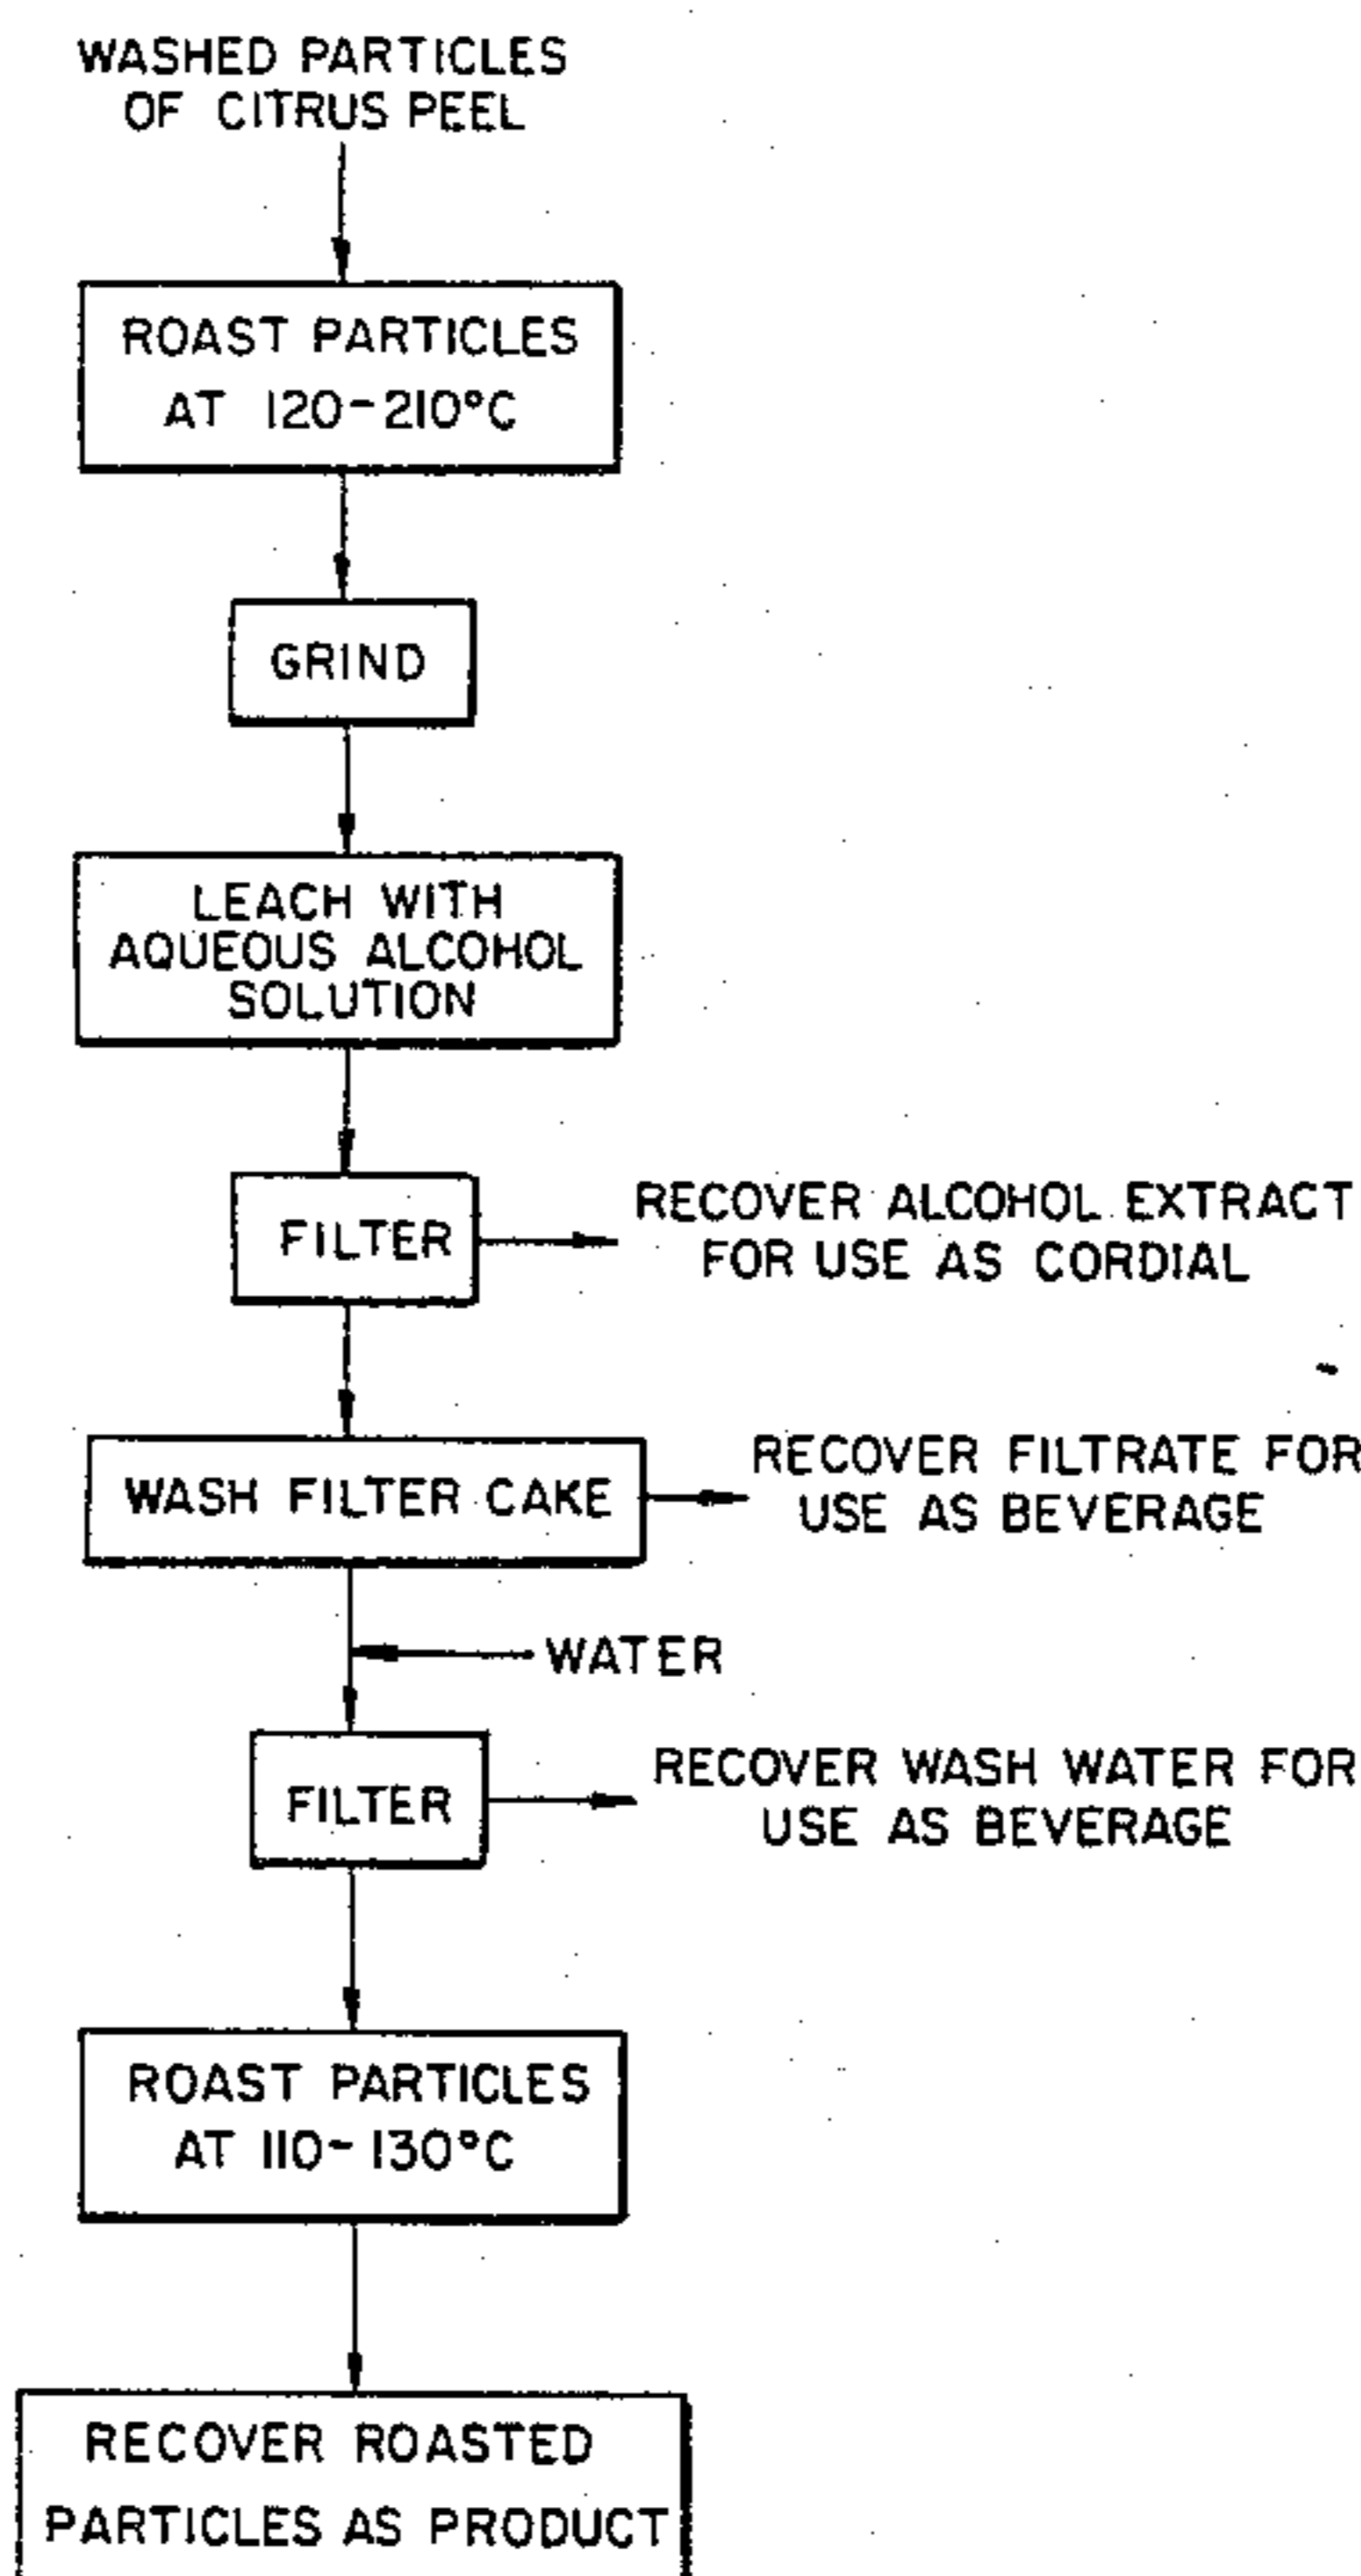 WASHED PARTICLES
OF CITRUS PEEL
ROAST PARTICLES
AT 120-210°C
GRIND
LEACH WITH
AQUEOUS ALCOHOL
SOLUTION
FILTER
RECOVER ALCOHOL EXTRACT
FOR USE AS CORDIAL
WASH FILTER CAKE
RECOVER FILTRATE FOR
USE AS BEVERAGE
WATER
FILTER
RECOVER WASH WATER FOR
USE AS BEVERAGE
ROAST PARTICLES
AT 110-130°C
RECOVER ROASTED
PARTICLES AS PRODUCT